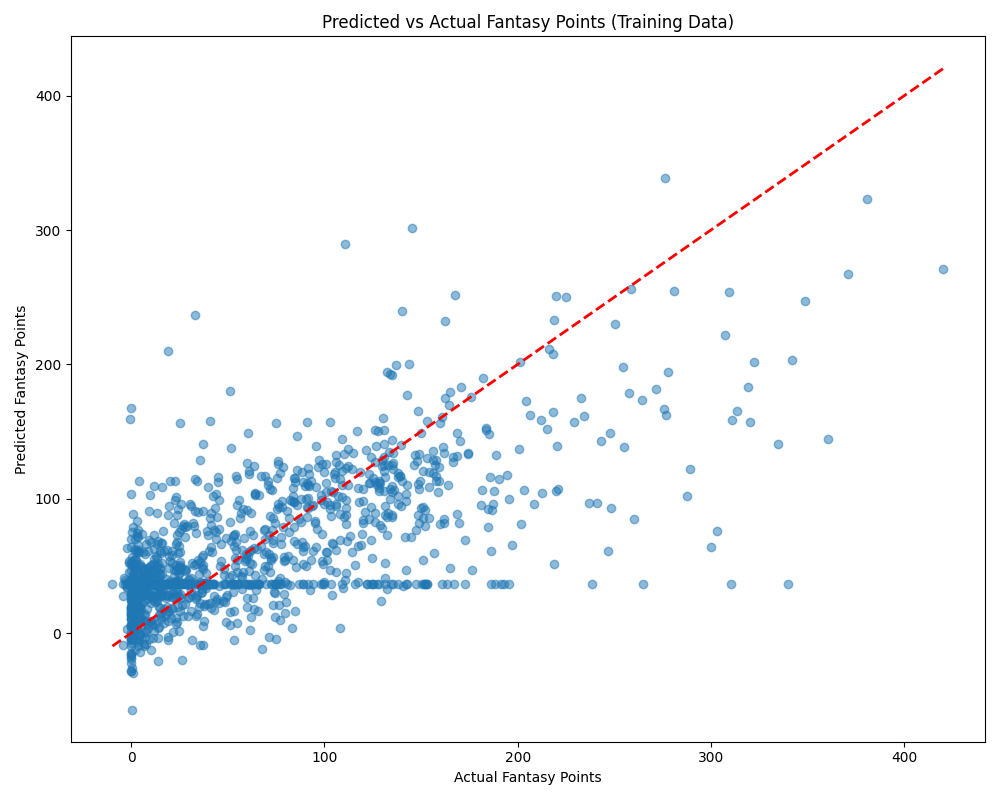 Predicted vs Actual Fantasy Points (Training Data)
400
300
200
100
0
Predicted Fantasy Points
0 100 200 300 400
Actual Fantasy Points